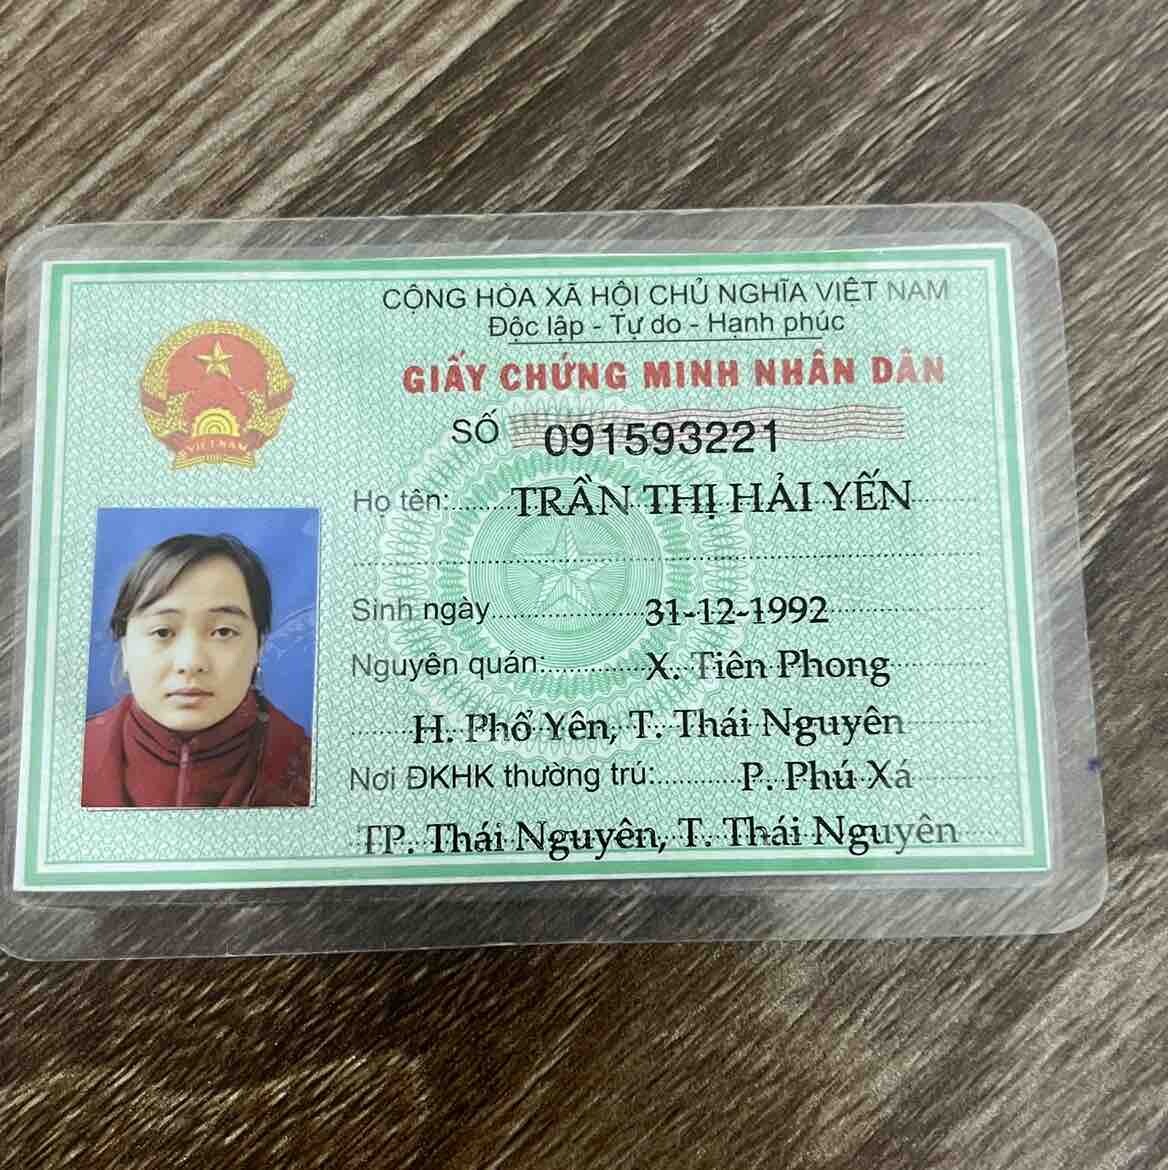 CỘNG HÒA XÃ HỘI CHỦ NGHĨA VIỆT NAM
Độc lập - Tự do - Hạnh phúc
GIẤY CHỨNG MINH NHÂN DÂN
SỐ 091593221
Họ tên: TRẦN THỊ HẢI YẾN
Sinh ngày 31-12-1992
Nguyên quán: X. Tiên Phong
H. Phổ Yên, T. Thái Nguyên
Nơi ĐKHK thường trú: P. Phú Xá
TP. Thái Nguyên, T. Thái Nguyên
VIỆT NAM